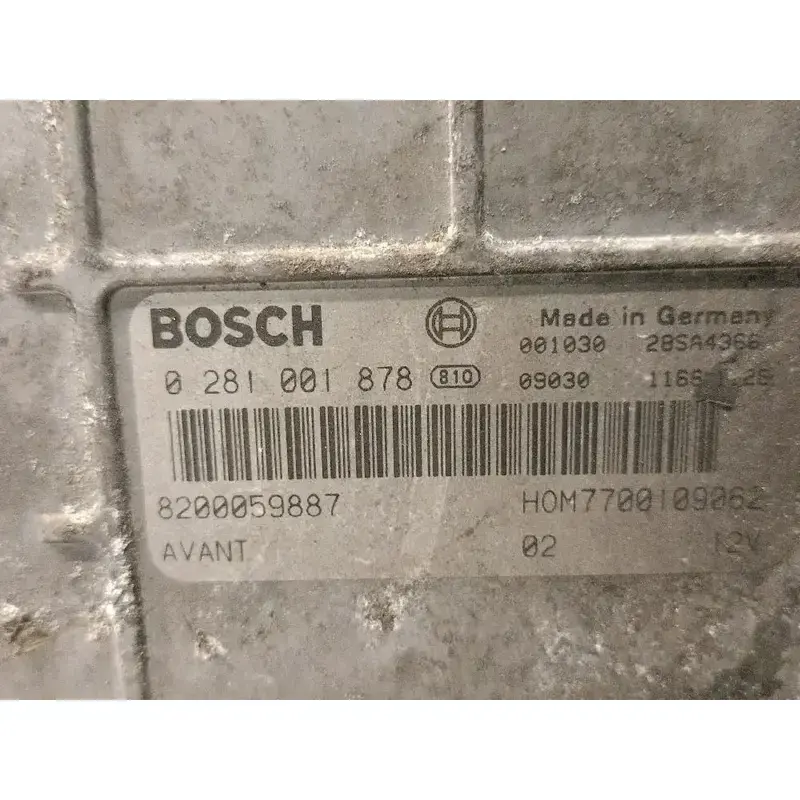 BOSCH
Made in Germany
001030 28SA4366
0 281 001 878 810
09030
8200059887 HOM7700109062
AVANT 02 12V